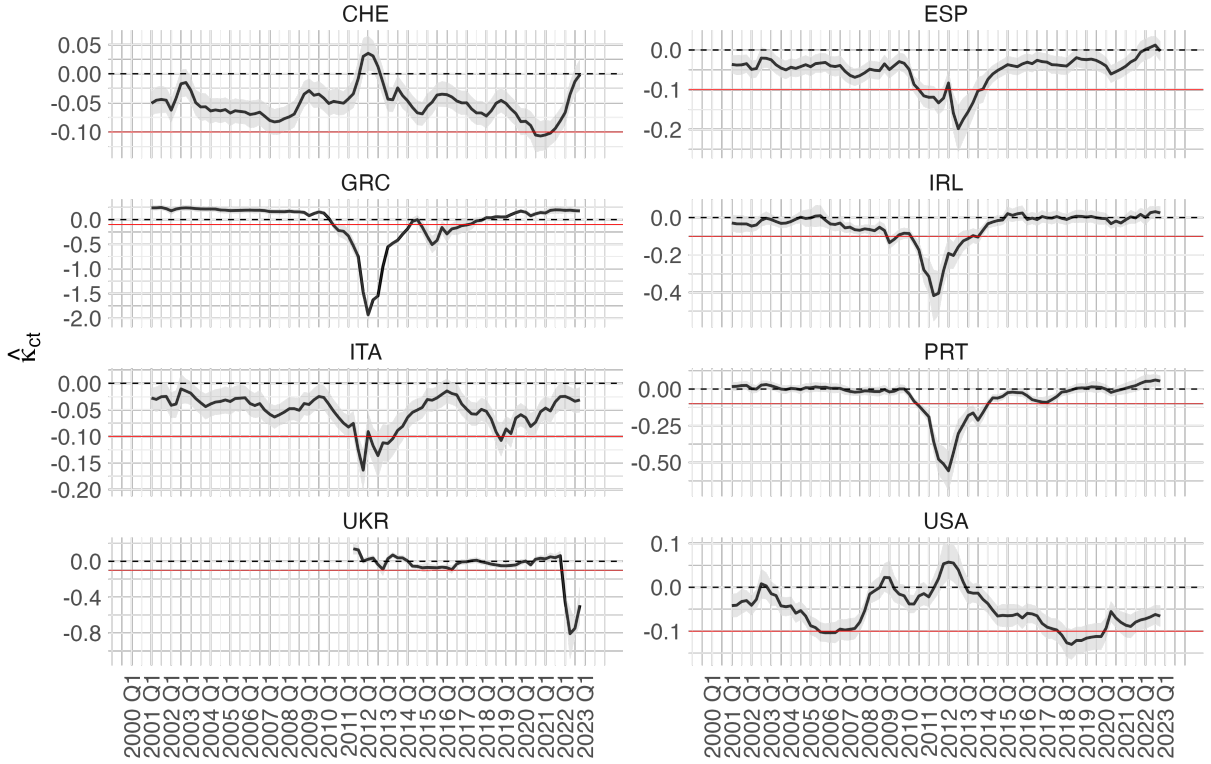 CHE
ESP
0.05
0.00
-0.05
-0.10
0.0
-0.1
-0.2
GRC
IRL
0.0
-0.5
-1.0
-1.5
-2.0
0.0
-0.2
-0.4
κ̂ct
ITA
PRT
0.00
-0.05
-0.10
-0.15
-0.20
0.00
-0.25
-0.50
UKR
USA
0.0
-0.4
-0.8
0.1
0.0
-0.1
2000 Q1
2001 Q1
2002 Q1
2003 Q1
2004 Q1
2005 Q1
2006 Q1
2007 Q1
2008 Q1
2009 Q1
2010 Q1
2011 Q1
2012 Q1
2013 Q1
2014 Q1
2015 Q1
2016 Q1
2017 Q1
2018 Q1
2019 Q1
2020 Q1
2021 Q1
2022 Q1
2023 Q1
2000 Q1
2001 Q1
2002 Q1
2003 Q1
2004 Q1
2005 Q1
2006 Q1
2007 Q1
2008 Q1
2009 Q1
2010 Q1
2011 Q1
2012 Q1
2013 Q1
2014 Q1
2015 Q1
2016 Q1
2017 Q1
2018 Q1
2019 Q1
2020 Q1
2021 Q1
2022 Q1
2023 Q1